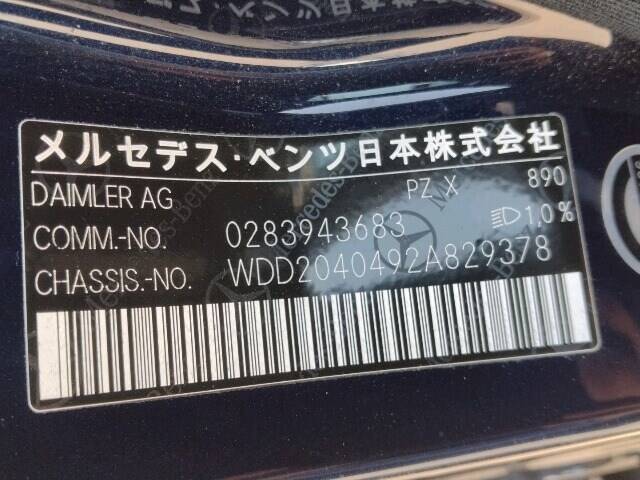 メルセデス・ベンツ日本株式会社
DAIMLER AG PZ X 890
COMM.-NO. 0283943683 1,0%
CHASSIS.-NO. WDD2040492A829378